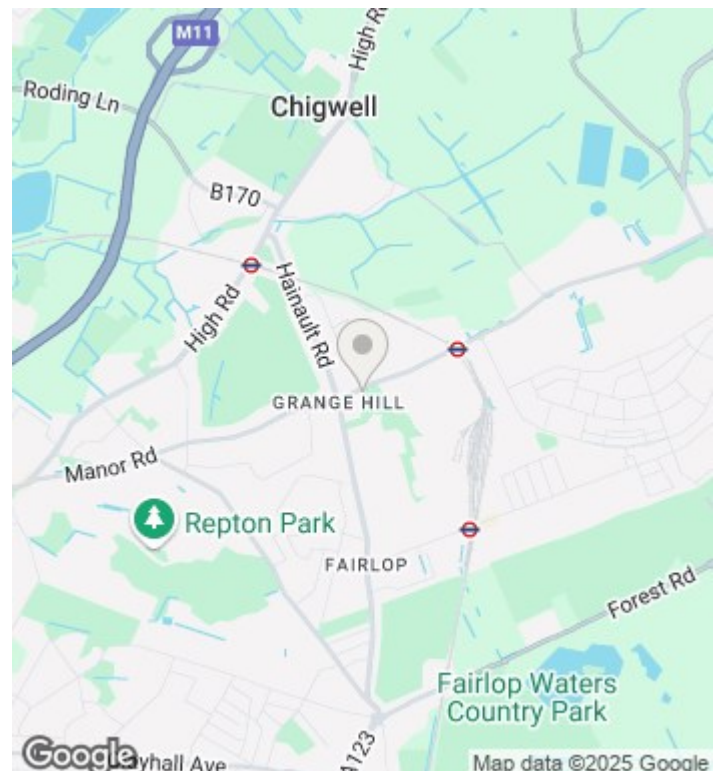 M11
High Rd
Roding Ln
Chigwell
B170
Hainault Rd
High Rd
GRANGE HILL
Manor Rd
Repton Park
FAIRLOP
Forest Rd
Fairlop Waters
Country Park
A123
Google
Map data ©2025 Google